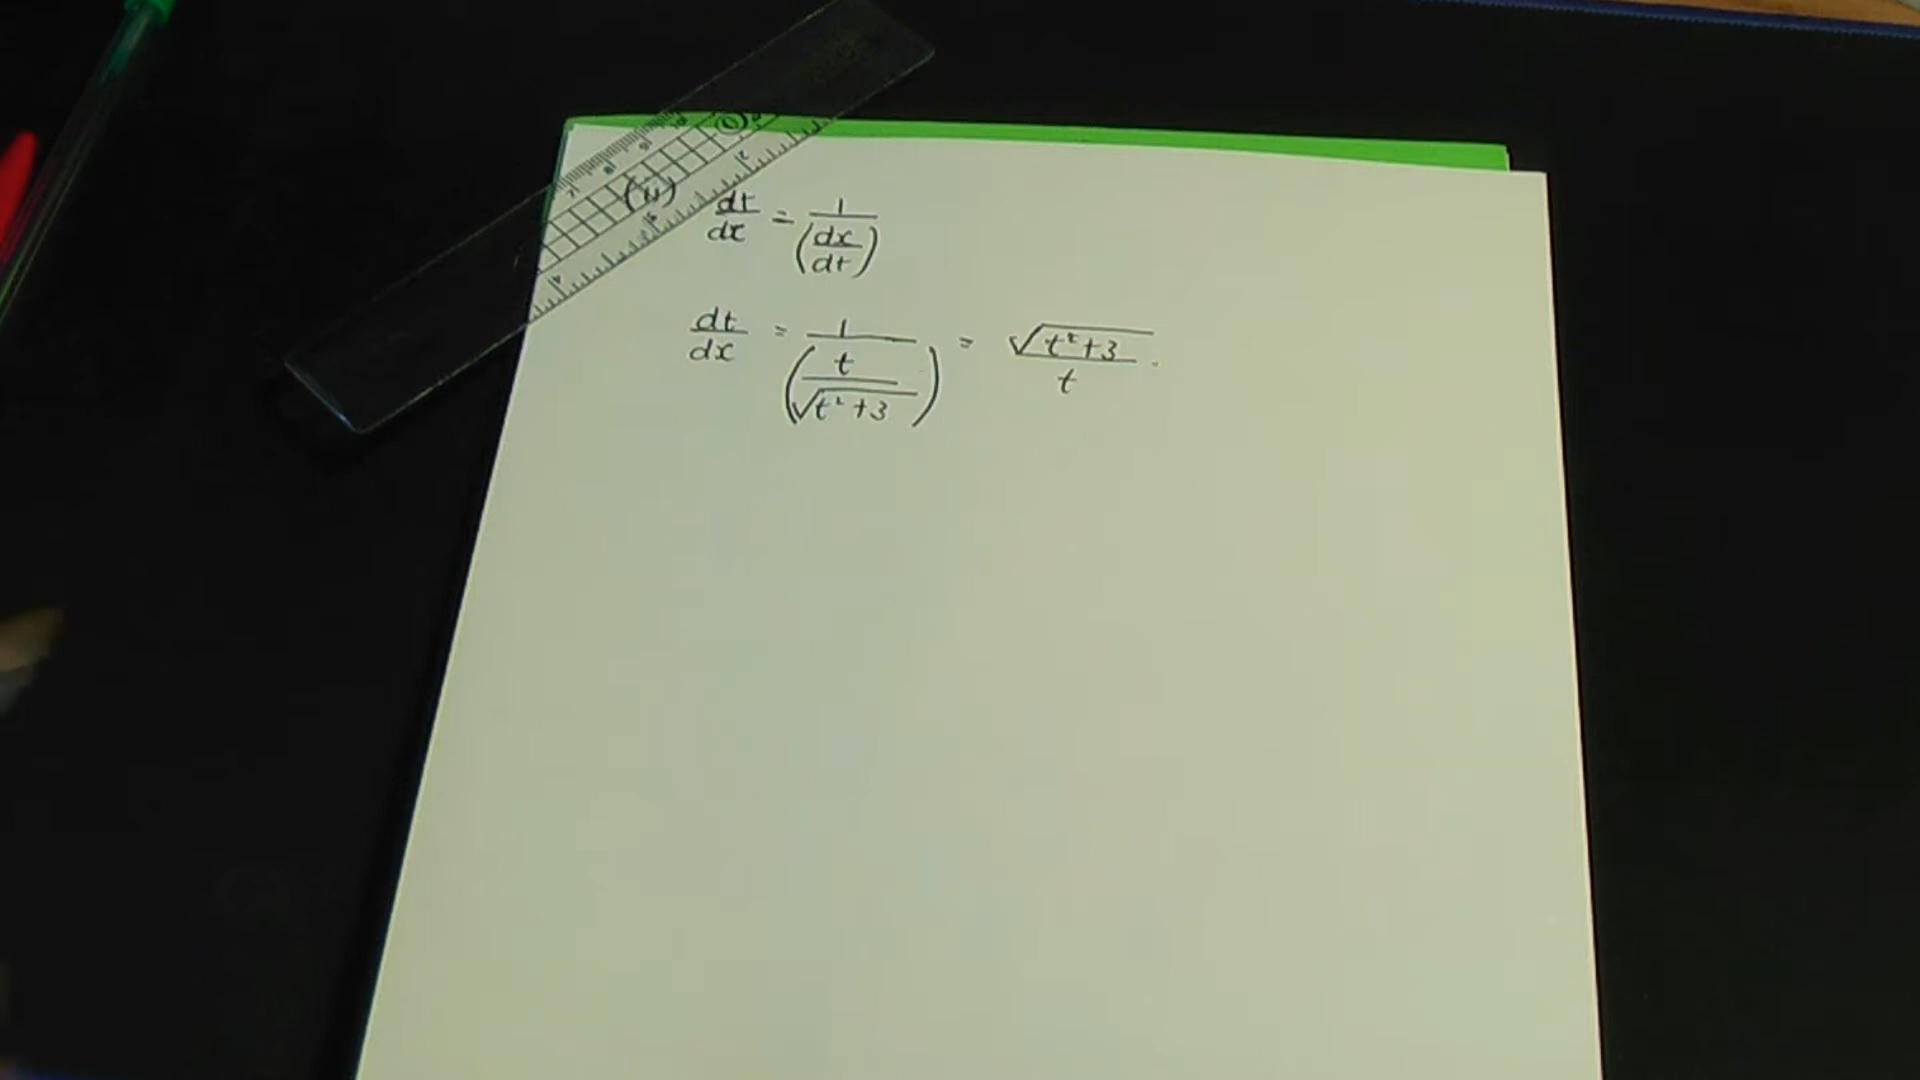 (ii) dt/dx = 1/(dx/dt)
dt/dx = 1/(t/√(t²+3)) = √(t²+3)/t.